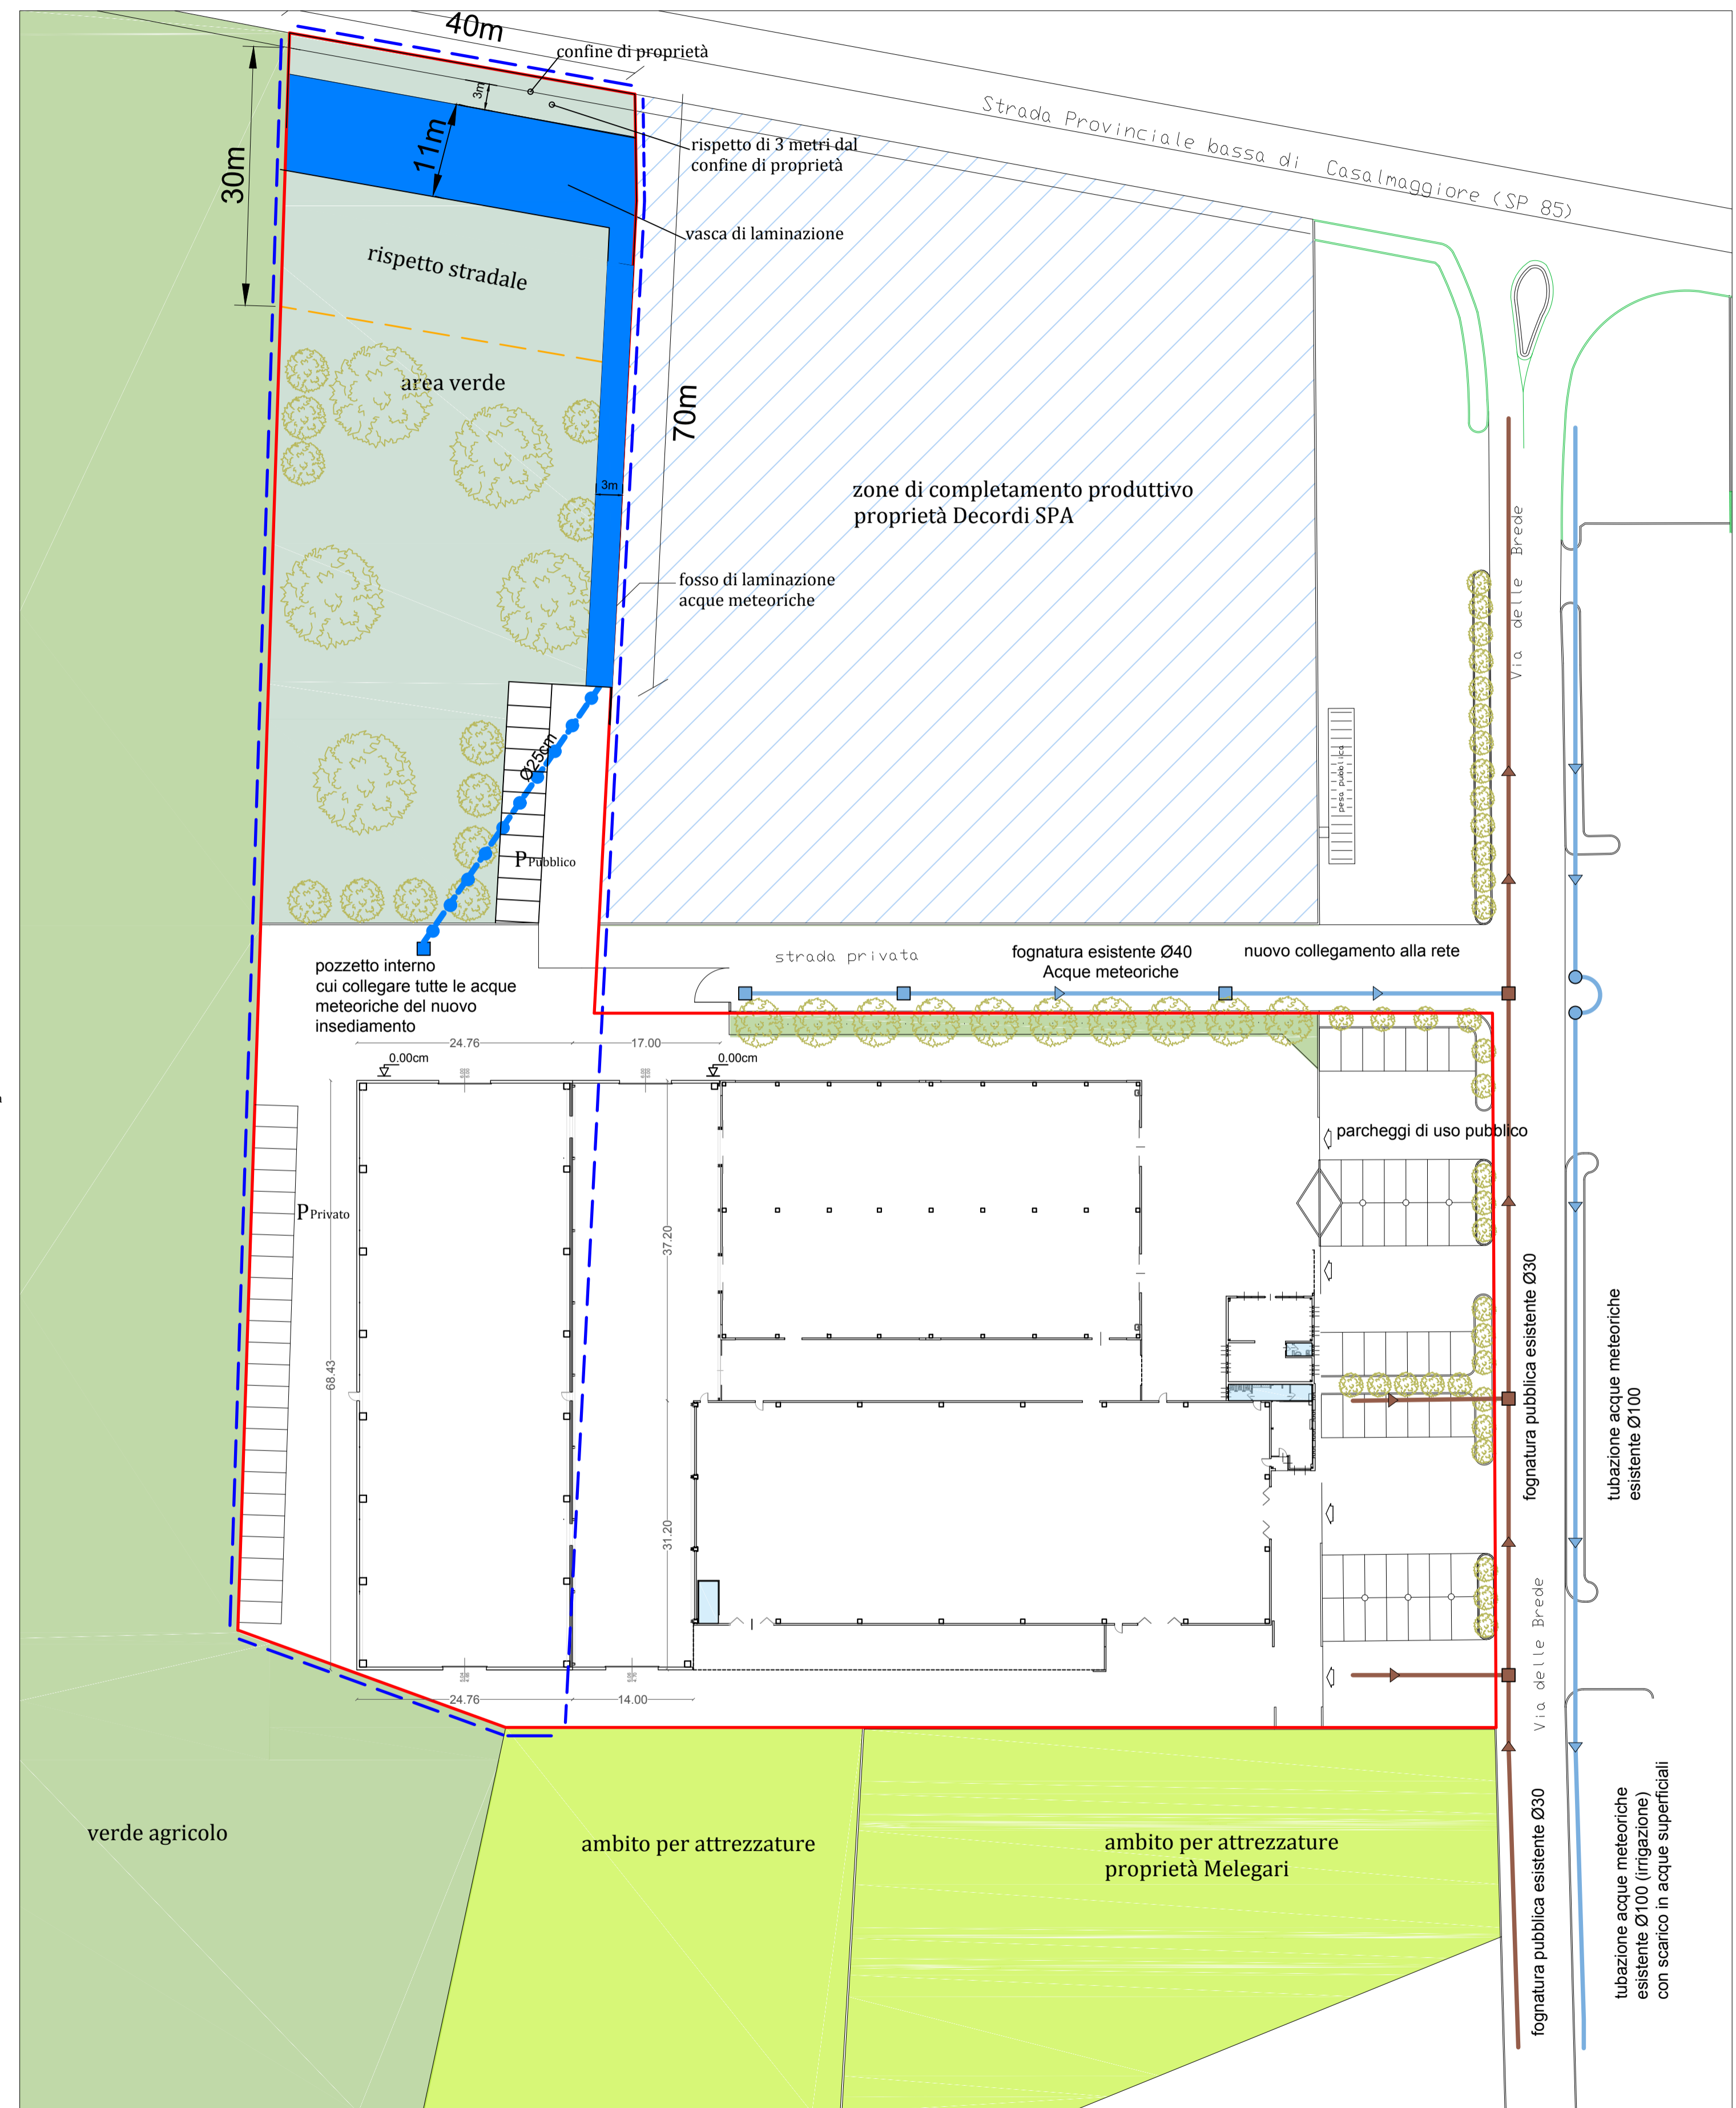 40m
confine di proprietà
3m
11m
30m
rispetto di 3 metri dal
confine di proprietà
Strada Provinciale bassa di Casalmaggiore (SP 85)
vasca di laminazione
rispetto stradale
area verde
70m
3m
zone di completamento produttivo
proprietà Decordi SPA
Via delle Brede
fosso di laminazione
acque meteoriche
Ø25cm
pesa pubblica
P Pubblico
pozzetto interno
cui collegare tutte le acque
meteoriche del nuovo
insediamento
strada privata
fognatura esistente Ø40
Acque meteoriche
nuovo collegamento alla rete
24.76
17.00
0.00cm
0.00cm
parcheggi di uso pubblico
P Privato
37.20
68.43
fognatura pubblica esistente Ø30
tubazione acque meteoriche
esistente Ø100
31.20
Via delle Brede
24.76
14.00
verde agricolo
ambito per attrezzature
ambito per attrezzature
proprietà Melegari
fognatura pubblica esistente Ø30
tubazione acque meteoriche
esistente Ø100 (irrigazione)
con scarico in acque superficiali